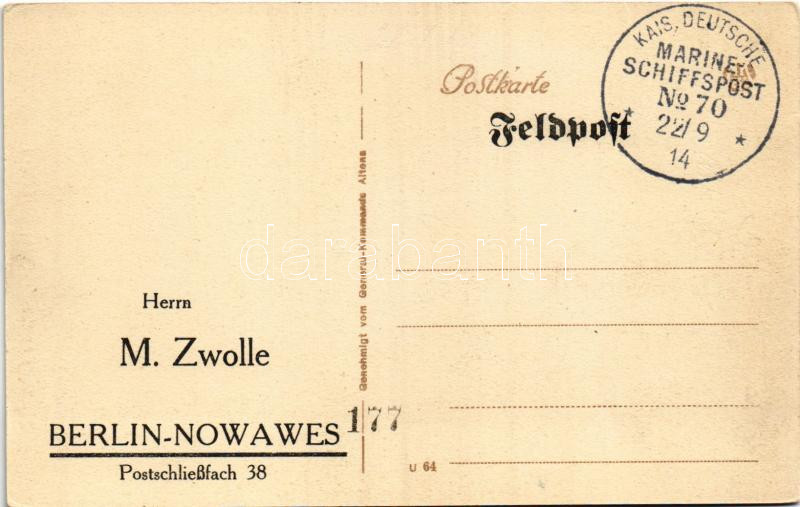 KAIS. DEUTSCHE
MARINE-
SCHIFFSPOST
No 70
22/9
14
Postkarte
Feldpost
Genehmigt vom General-Kommando Altona
darabanth
Herrn
M. Zwolle
BERLIN-NOWAWES
177
Postschließfach 38
U 64